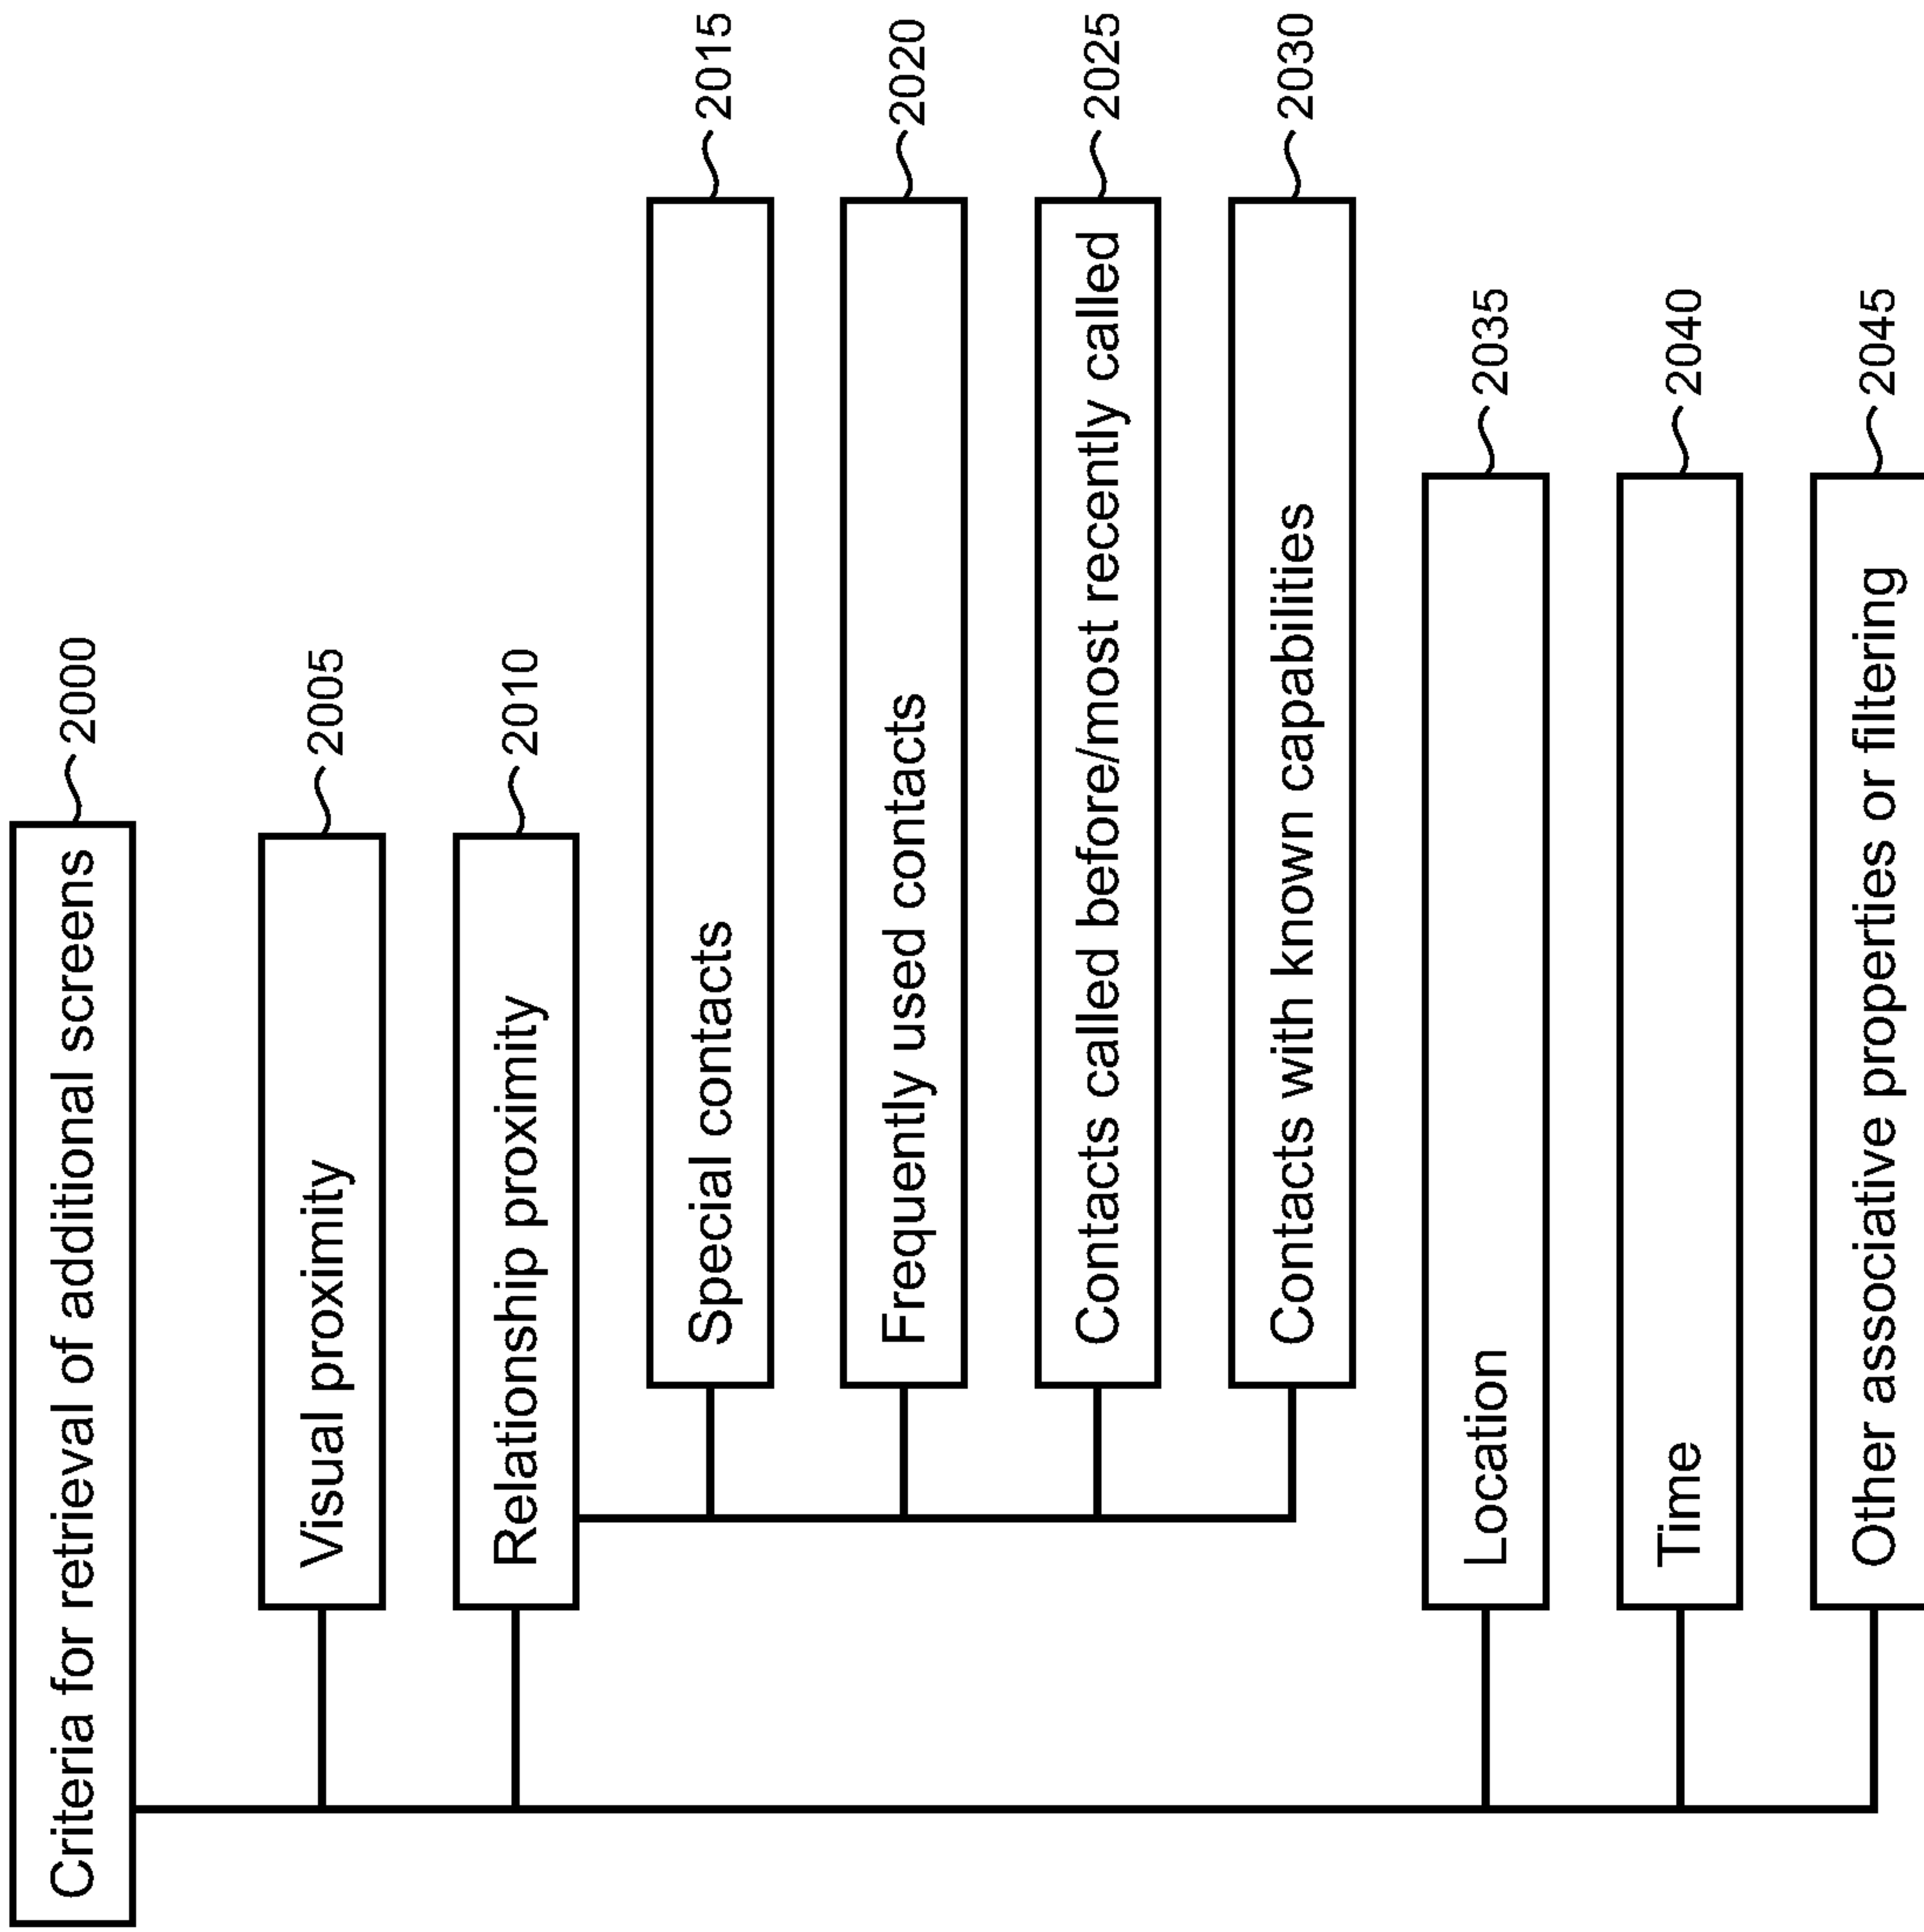 Criteria for retrieval of additional screens 2000
Visual proximity 2005
Relationship proximity 2010
Special contacts 2015
Frequently used contacts 2020
Contacts called before/most recently called 2025
Contacts with known capabilities 2030
Location 2035
Time 2040
Other associative properties or filtering 2045